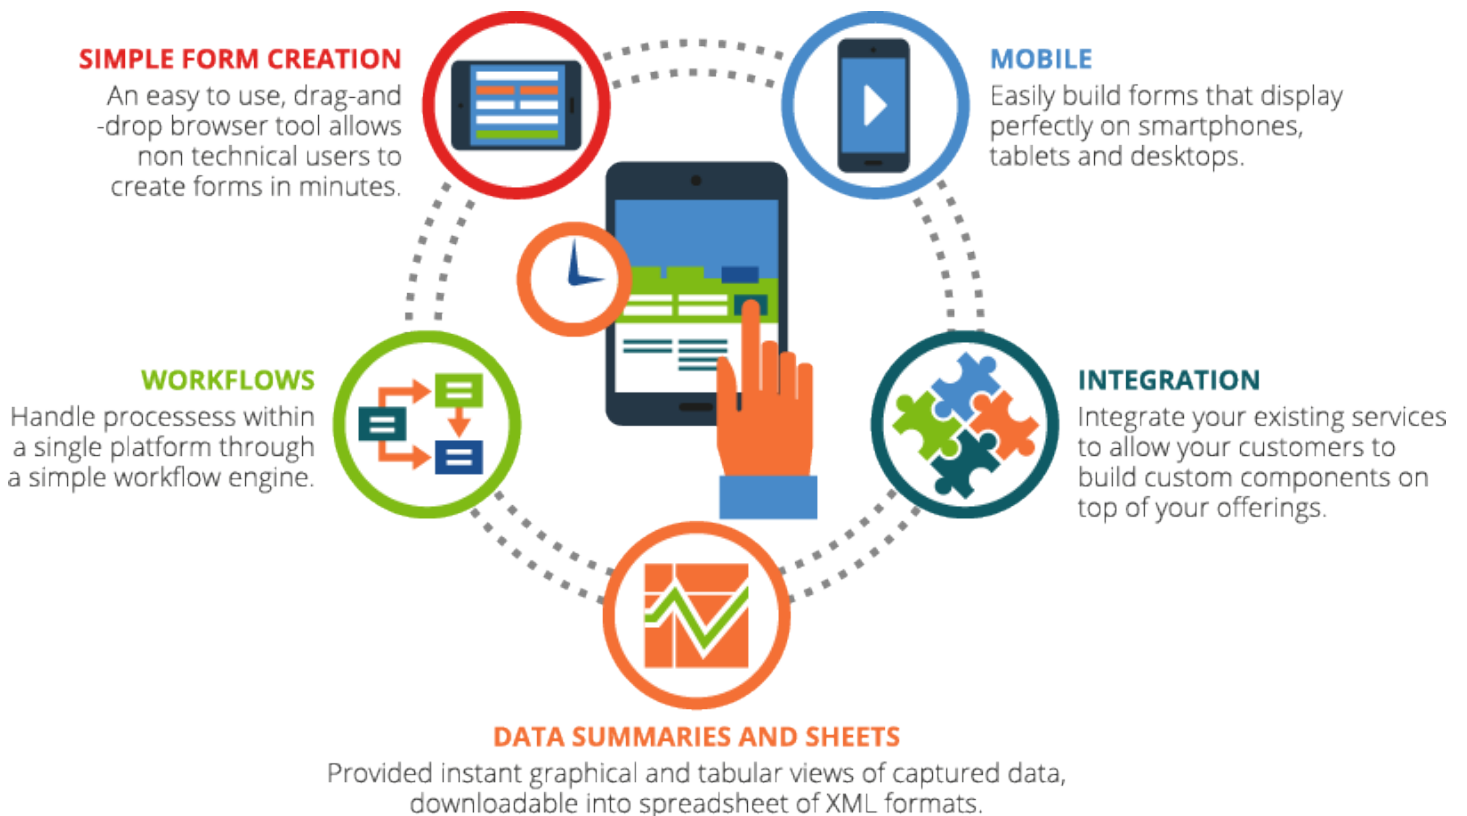 SIMPLE FORM CREATION
An easy to use, drag-and
-drop browser tool allows
non technical users to
create forms in minutes.
MOBILE
Easily build forms that display
perfectly on smartphones,
tablets and desktops.
WORKFLOWS
Handle processess within
a single platform through
a simple workflow engine.
INTEGRATION
Integrate your existing services
to allow your customers to
build custom components on
top of your offerings.
DATA SUMMARIES AND SHEETS
Provided instant graphical and tabular views of captured data,
downloadable into spreadsheet of XML formats.